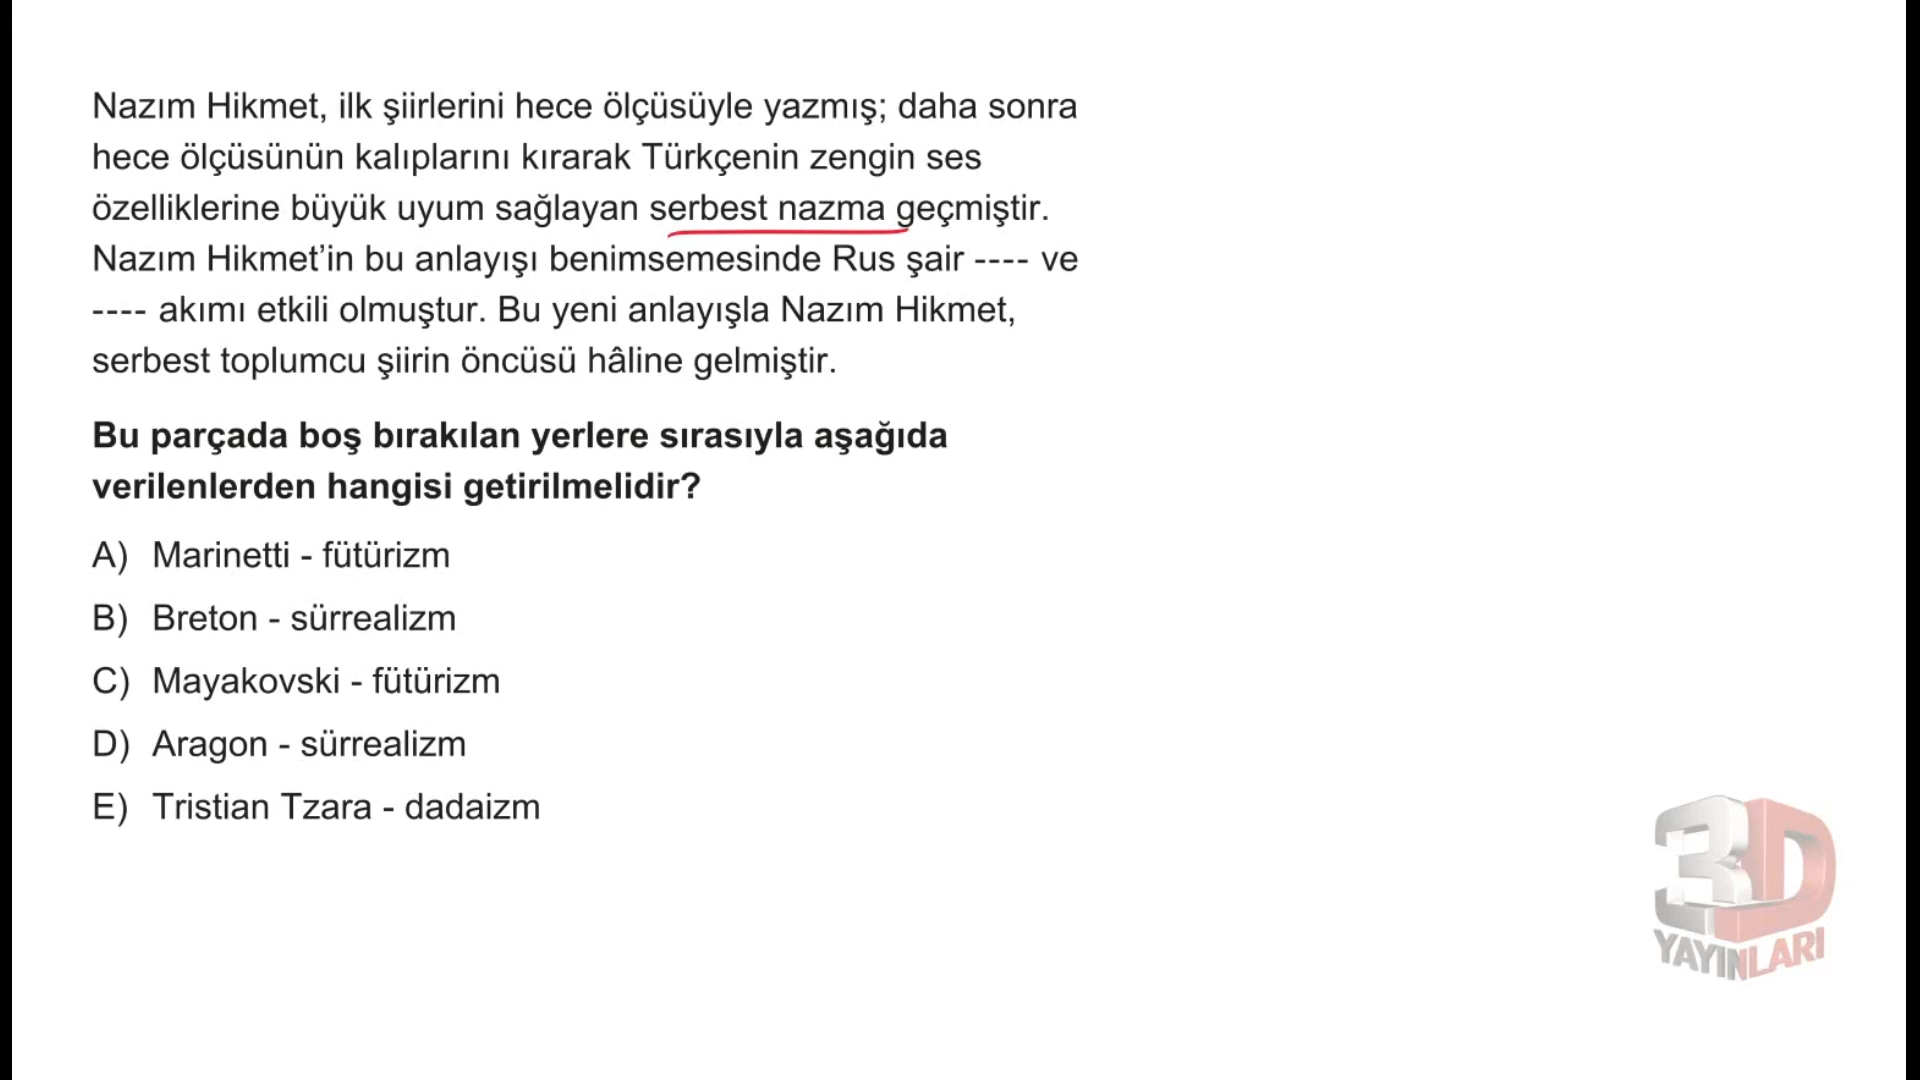 Nazım Hikmet, ilk şiirlerini hece ölçüsüyle yazmış; daha sonra
hece ölçüsünün kalıplarını kırarak Türkçenin zengin ses
özelliklerine büyük uyum sağlayan serbest nazma geçmiştir.
Nazım Hikmet’in bu anlayışı benimsemesinde Rus şair ---- ve
---- akımı etkili olmuştur. Bu yeni anlayışla Nazım Hikmet,
serbest toplumcu şiirin öncüsü hâline gelmiştir.
Bu parçada boş bırakılan yerlere sırasıyla aşağıda
verilenlerden hangisi getirilmelidir?
A) Marinetti - fütürizm
B) Breton - sürrealizm
C) Mayakovski - fütürizm
D) Aragon - sürrealizm
E) Tristian Tzara - dadaizm
3D
YAYINLARI